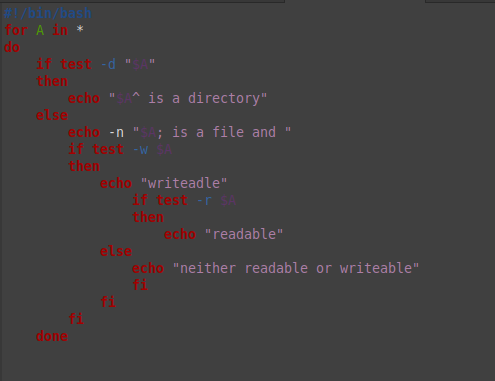 #!/bin/bash
for A in *
do
if test -d "$A"
then
echo "$A^ is a directory"
else
echo -n "$A; is a file and "
if test -w $A
then
echo "writeadle"
if test -r $A
then
echo "readable"
else
echo "neither readable or writeable"
fi
fi
fi
done